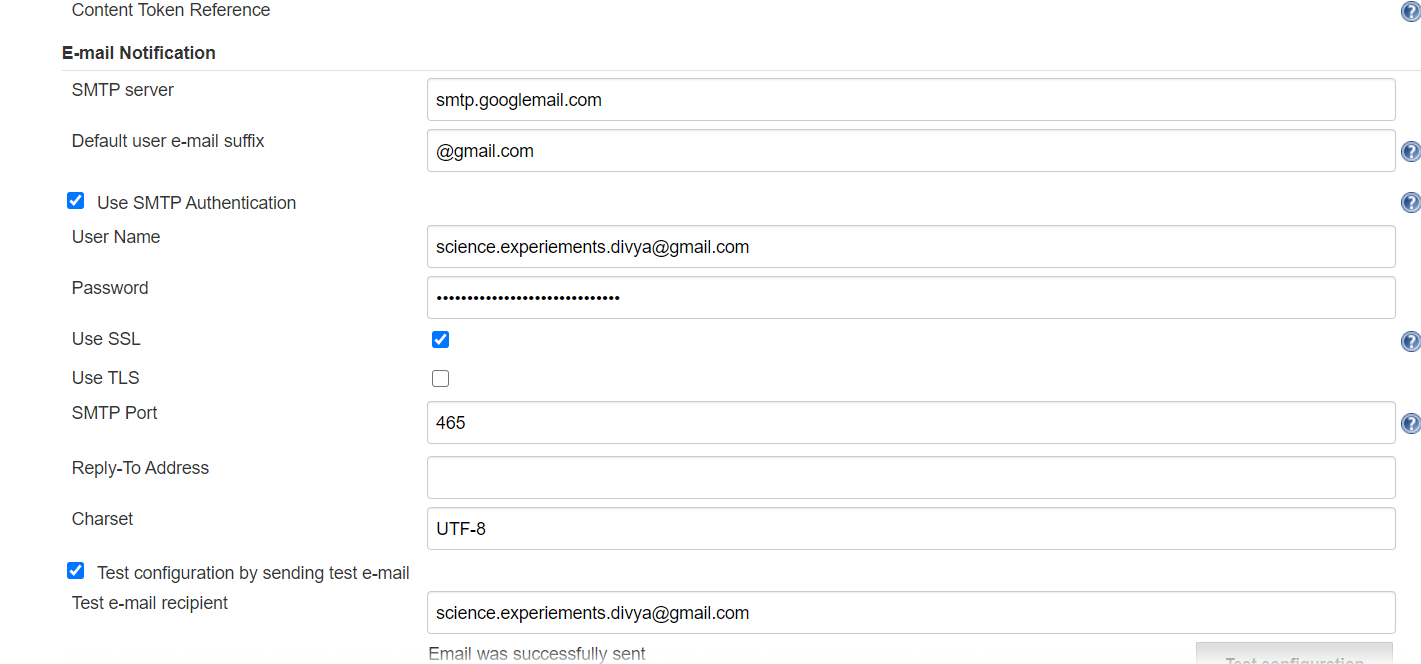 Content Token Reference
E-mail Notification
SMTP server
smtp.googlemail.com
Default user e-mail suffix
@gmail.com
Use SMTP Authentication
User Name
science.experiements.divya@gmail.com
Password
••••••••••••••••••••••••••••••
Use SSL
Use TLS
SMTP Port
465
Reply-To Address
Charset
UTF-8
Test configuration by sending test e-mail
Test e-mail recipient
science.experiements.divya@gmail.com
Email was successfully sent
Test configuration